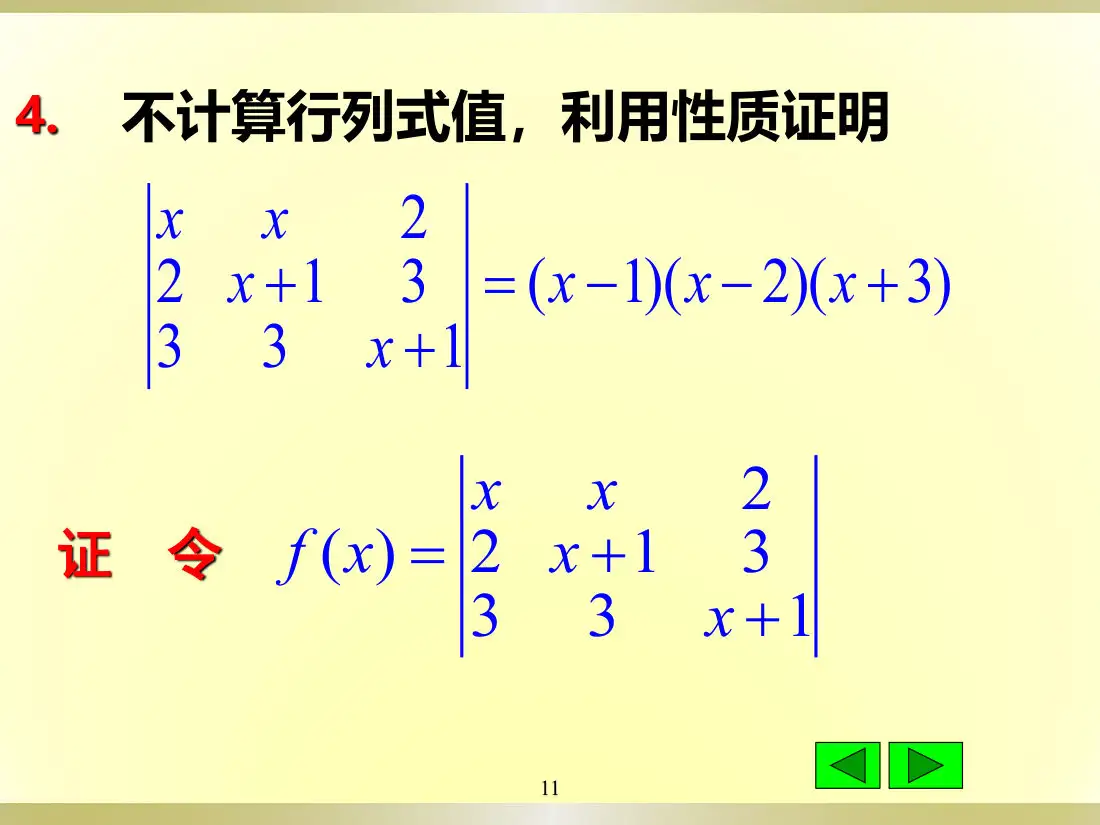 4. 不计算行列式值，利用性质证明
| x x 2 |
| 2 x+1 3 | = (x−1)(x−2)(x+3)
| 3 3 x+1 |
| x x 2 |
证 令 f(x) = | 2 x+1 3 |
| 3 3 x+1 |
11